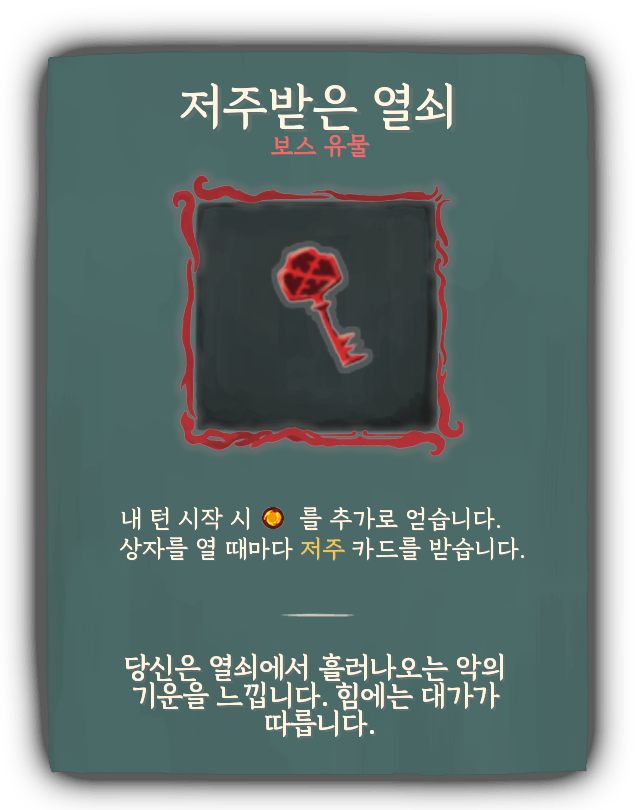 저주받은 열쇠
보스 유물
내 턴 시작 시 를 추가로 얻습니다.
상자를 열 때마다 저주 카드를 받습니다.
당신은 열쇠에서 흘러나오는 악의
기운을 느낍니다. 힘에는 대가가
따릅니다.